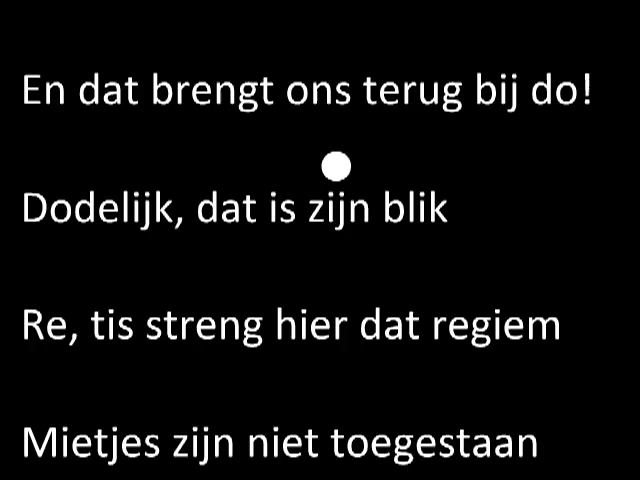 En dat brengt ons terug bij do!
Dodelijk, dat is zijn blik
Re, tis streng hier dat regiem
Mietjes zijn niet toegestaan